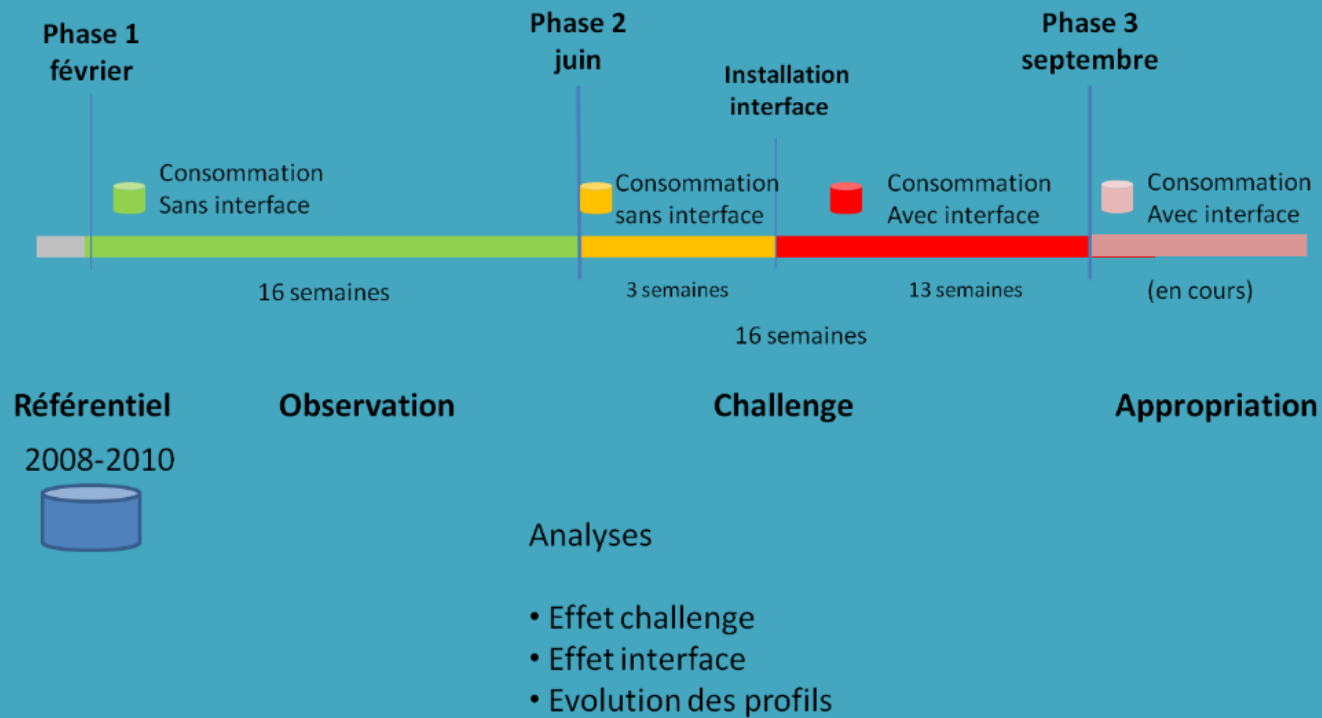 Phase 1
février
Phase 2
juin
Installation
interface
Phase 3
septembre
Consommation
Sans interface
Consommation
sans interface
Consommation
Avec interface
Consommation
Avec interface
16 semaines
3 semaines
13 semaines
(en cours)
16 semaines
Référentiel
Observation
Challenge
Appropriation
2008-2010
Analyses
• Effet challenge
• Effet interface
• Evolution des profils